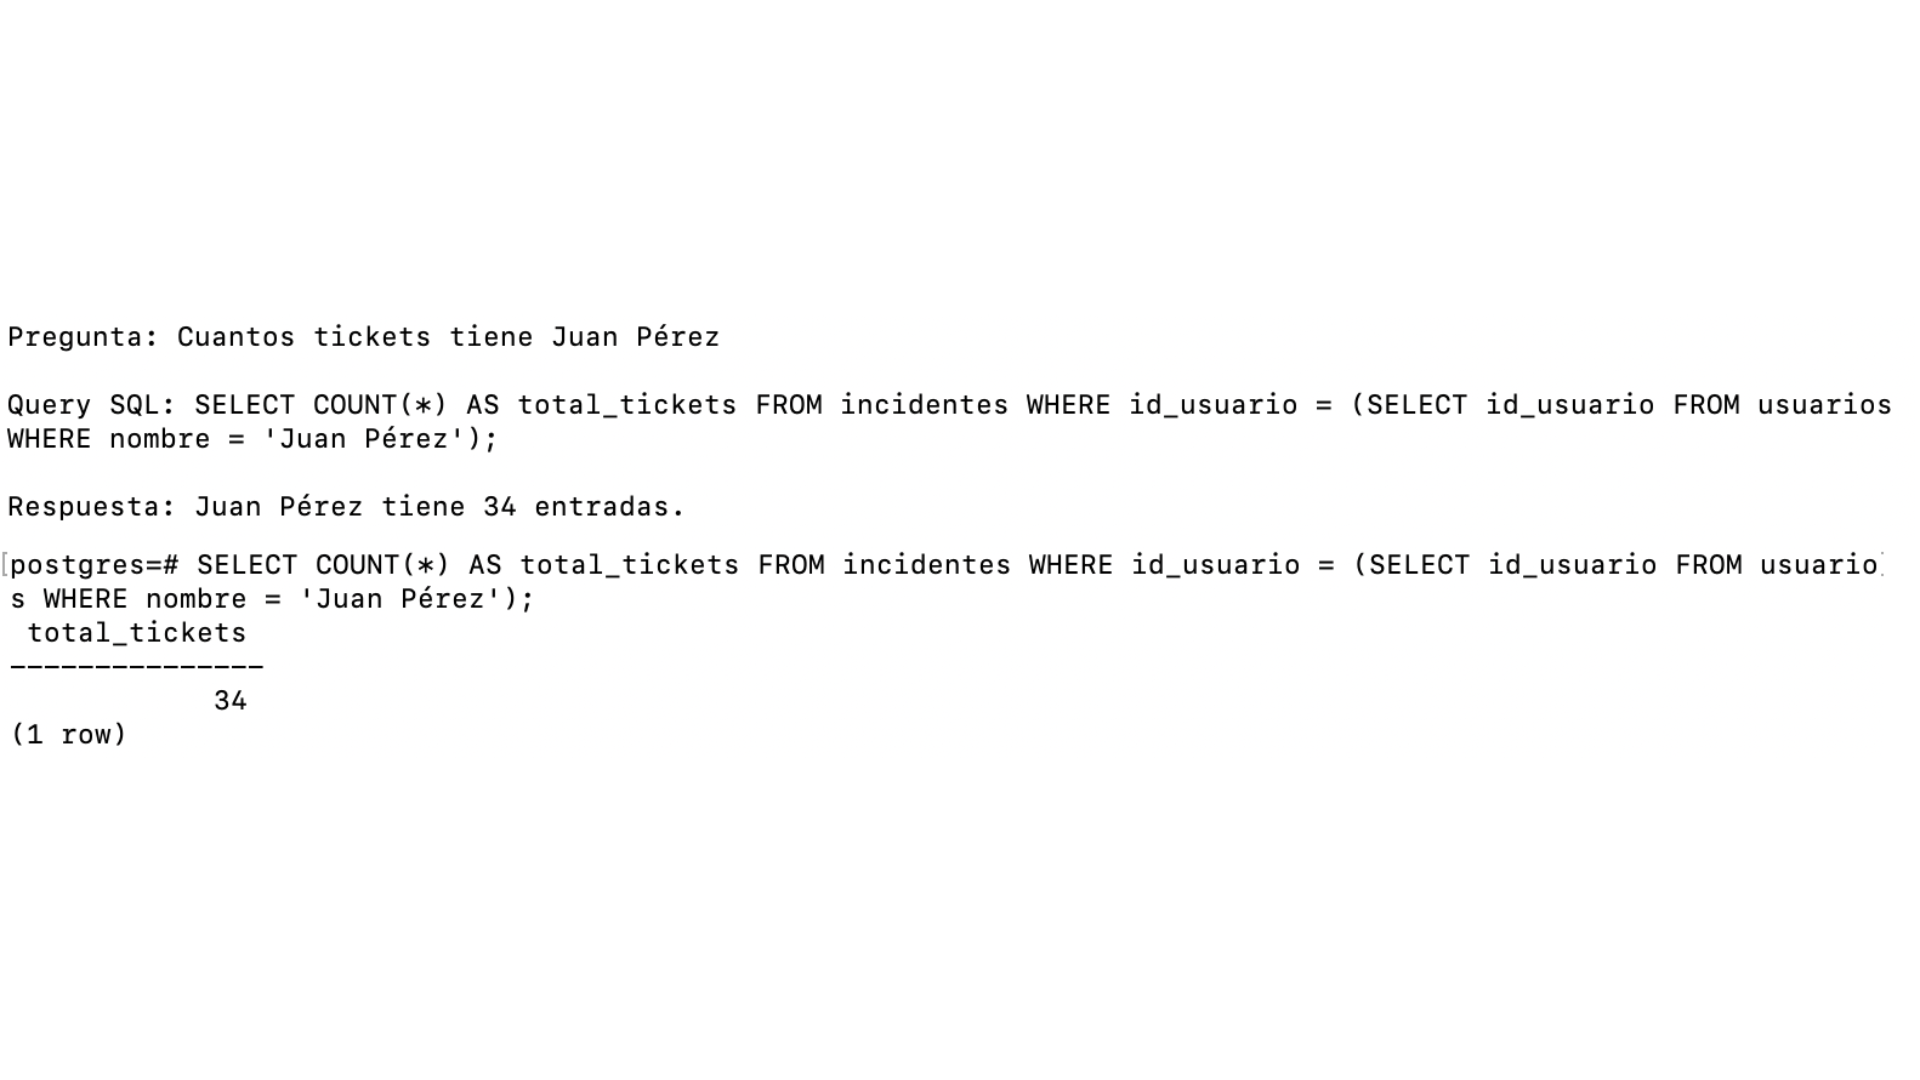 Pregunta: Cuantos tickets tiene Juan Pérez
Query SQL: SELECT COUNT(*) AS total_tickets FROM incidentes WHERE id_usuario = (SELECT id_usuario FROM usuarios
WHERE nombre = 'Juan Pérez');
Respuesta: Juan Pérez tiene 34 entradas.
[postgres=# SELECT COUNT(*) AS total_tickets FROM incidentes WHERE id_usuario = (SELECT id_usuario FROM usuario
s WHERE nombre = 'Juan Pérez');
total_tickets
---------------
34
(1 row)